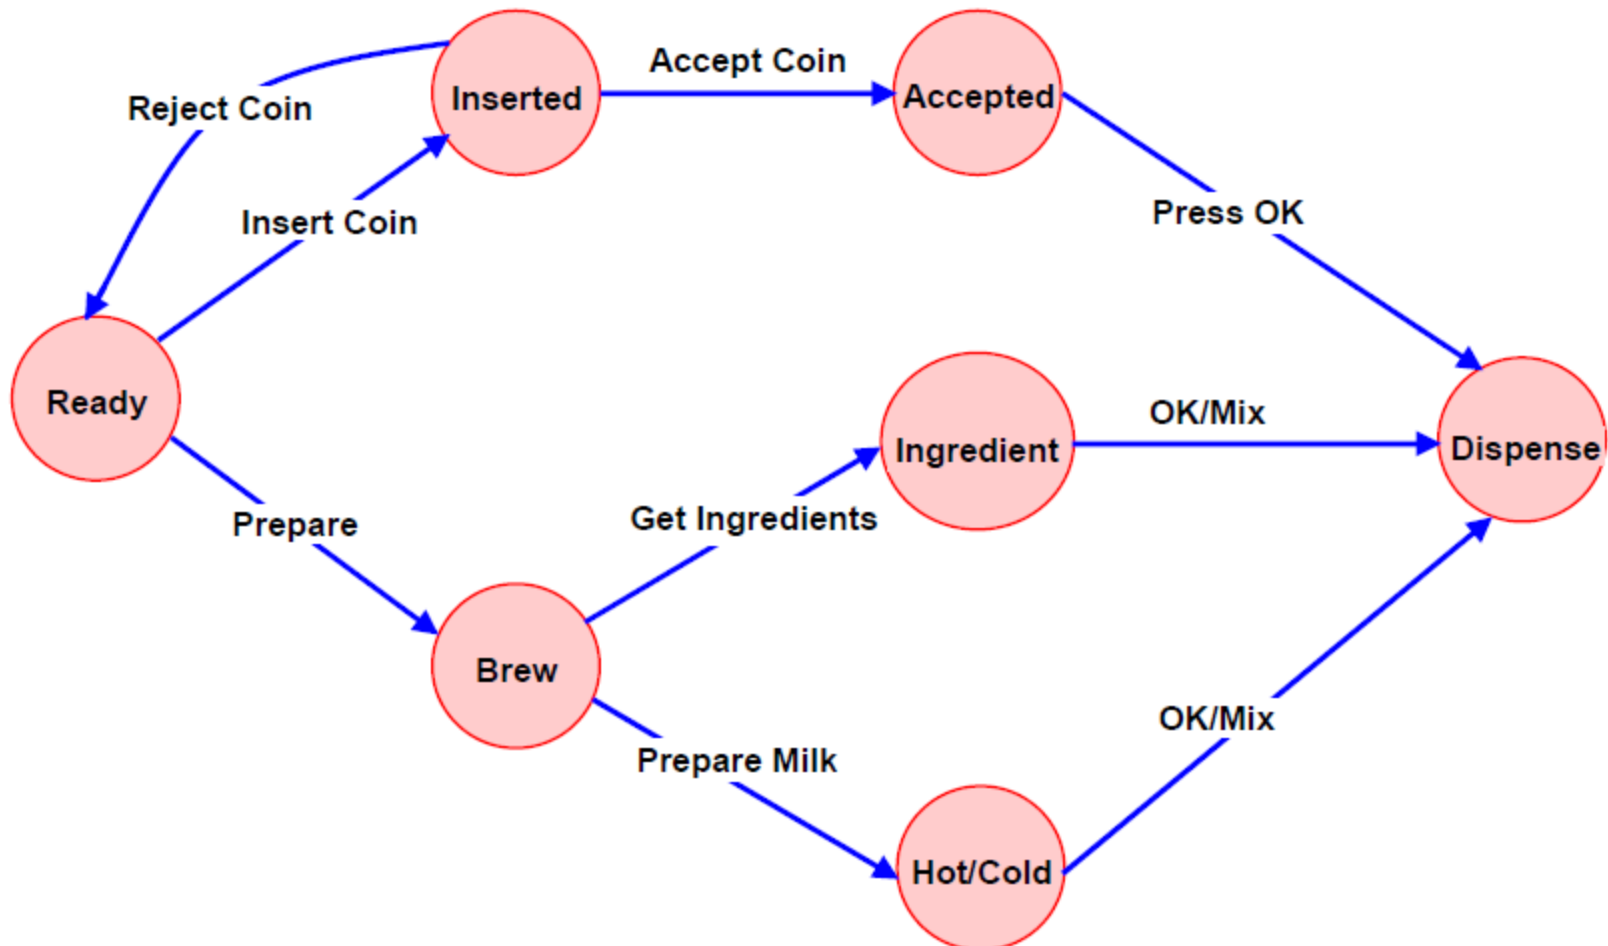 Accept Coin
Inserted
Accepted
Reject Coin
Insert Coin
Press OK
Ready
OK/Mix
Ingredient
Dispense
Get Ingredients
Prepare
Brew
OK/Mix
Prepare Milk
Hot/Cold